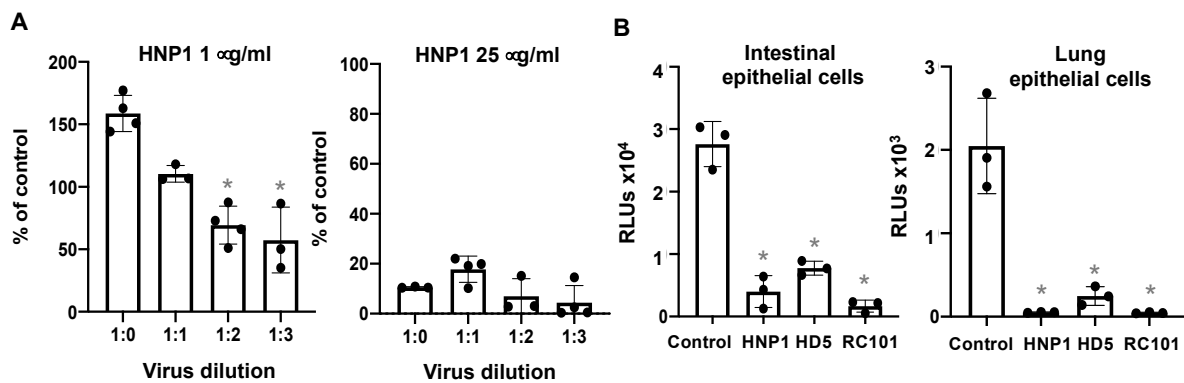 A
HNP1 1 ∝g/ml
% of control
200
150
100
50
0
*
*
1:0
1:1
1:2
1:3
Virus dilution
HNP1 25 ∝g/ml
% of control
100
80
60
40
20
0
1:0
1:1
1:2
1:3
Virus dilution
B
Intestinal
epithelial cells
RLUs x10⁴
4
3
2
1
0
*
*
*
Control HNP1 HD5 RC101
Lung
epithelial cells
RLUs x10³
3
2
1
0
*
*
*
Control HNP1 HD5 RC101